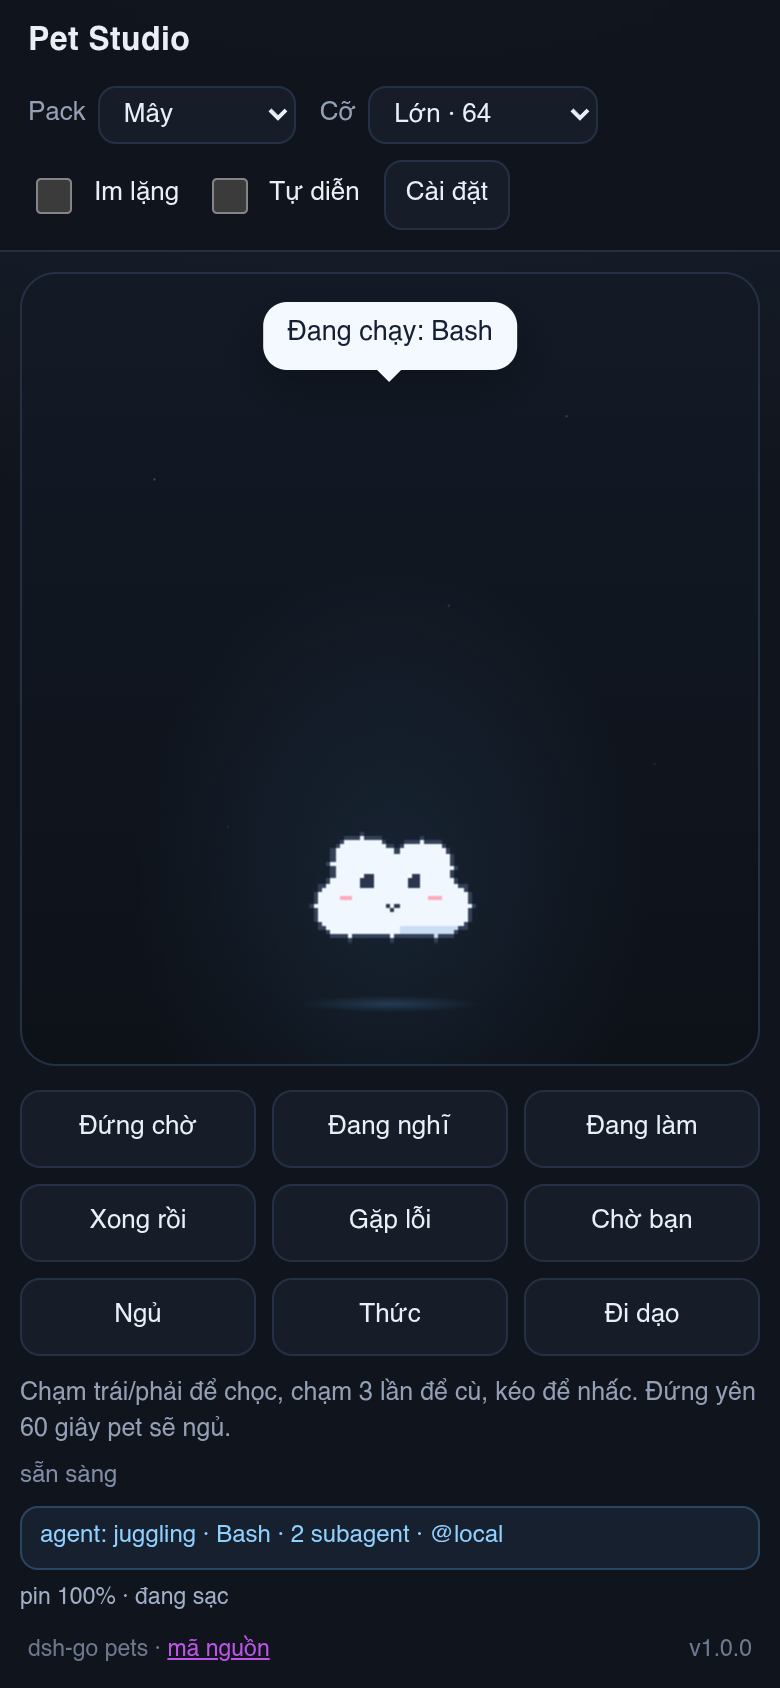 Pet Studio
Pack Mây Cỡ Lớn · 64
Im lặng Tự diễn Cài đặt
Đang chạy: Bash
Đứng chờ Đang nghĩ Đang làm
Xong rồi Gặp lỗi Chờ bạn
Ngủ Thức Đi dạo
Chạm trái/phải để chọc, chạm 3 lần để cù, kéo để nhấc. Đứng yên
60 giây pet sẽ ngủ.
sẵn sàng
agent: juggling · Bash · 2 subagent · @local
pin 100% · đang sạc
dsh-go pets · mã nguồn v1.0.0